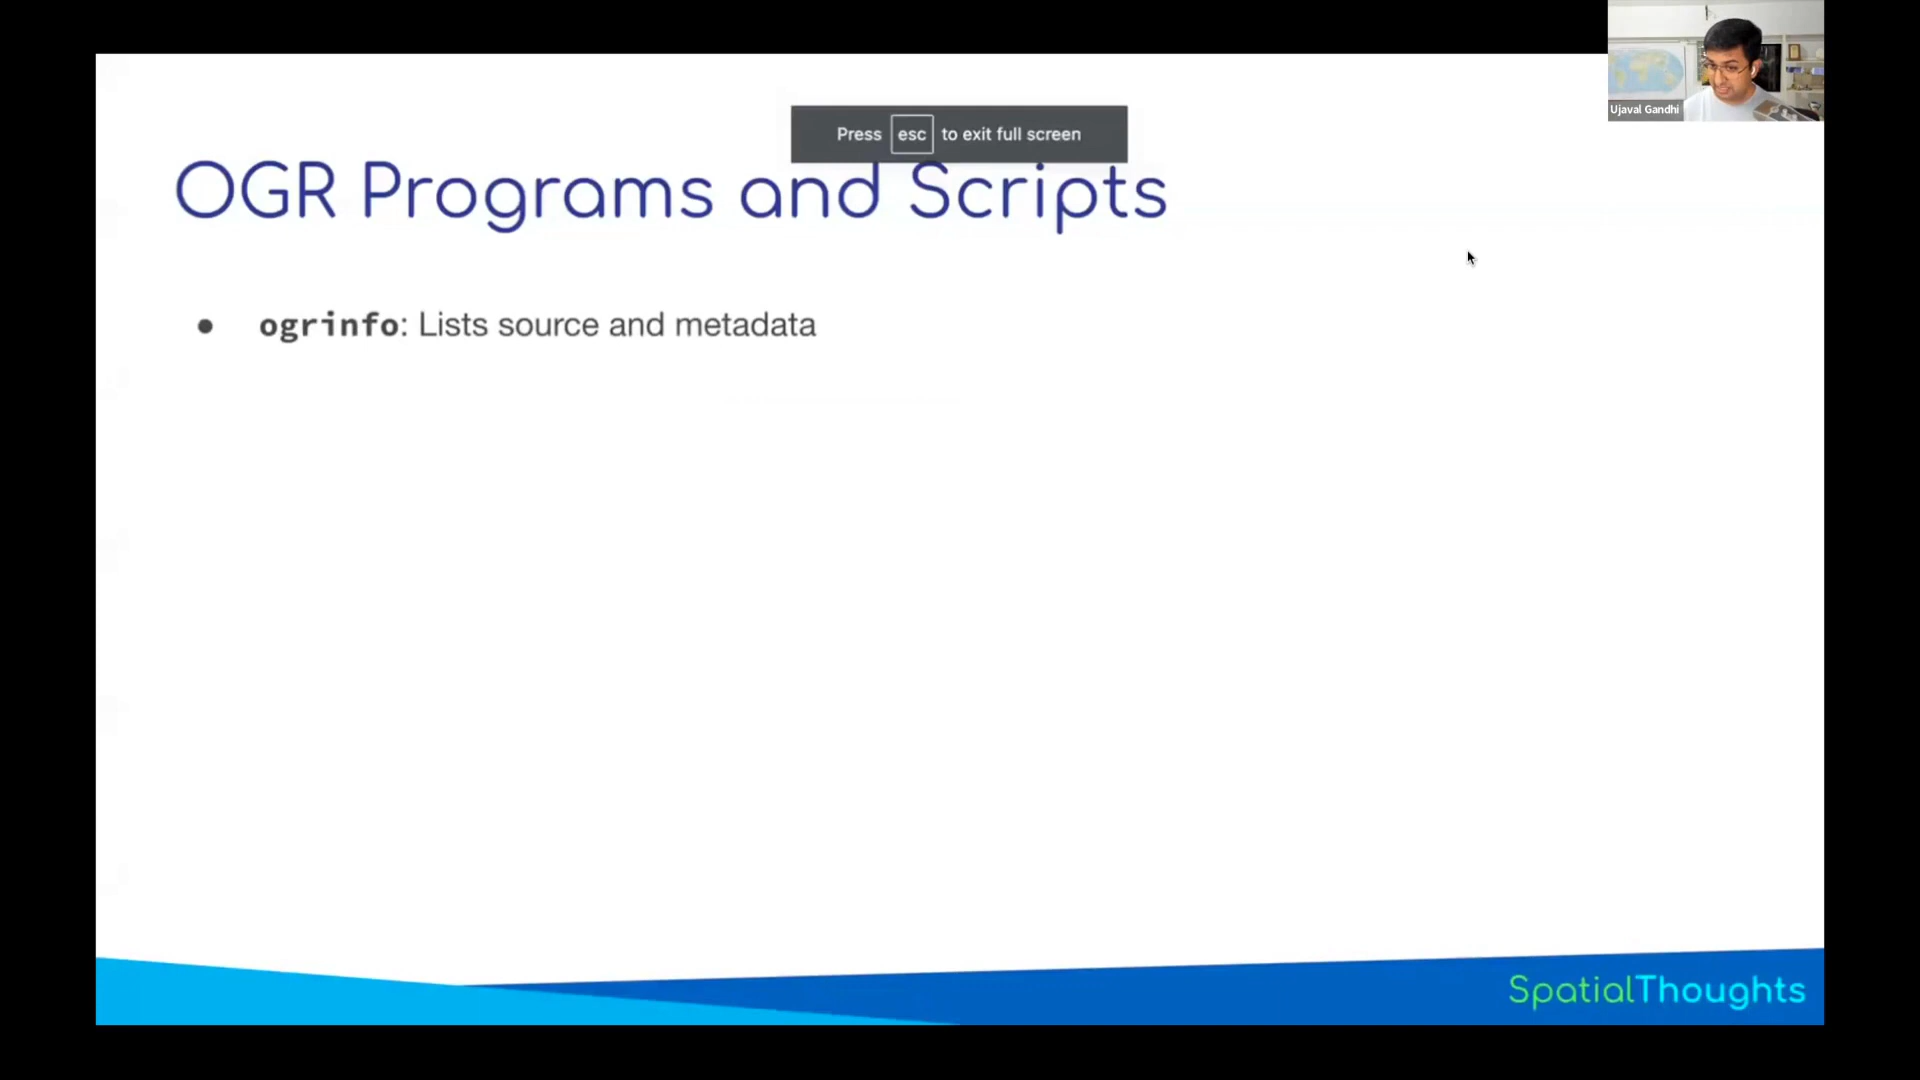 Ujaval Gandhi
Press esc to exit full screen
OGR Programs and Scripts
● ogrinfo: Lists source and metadata
SpatialThoughts